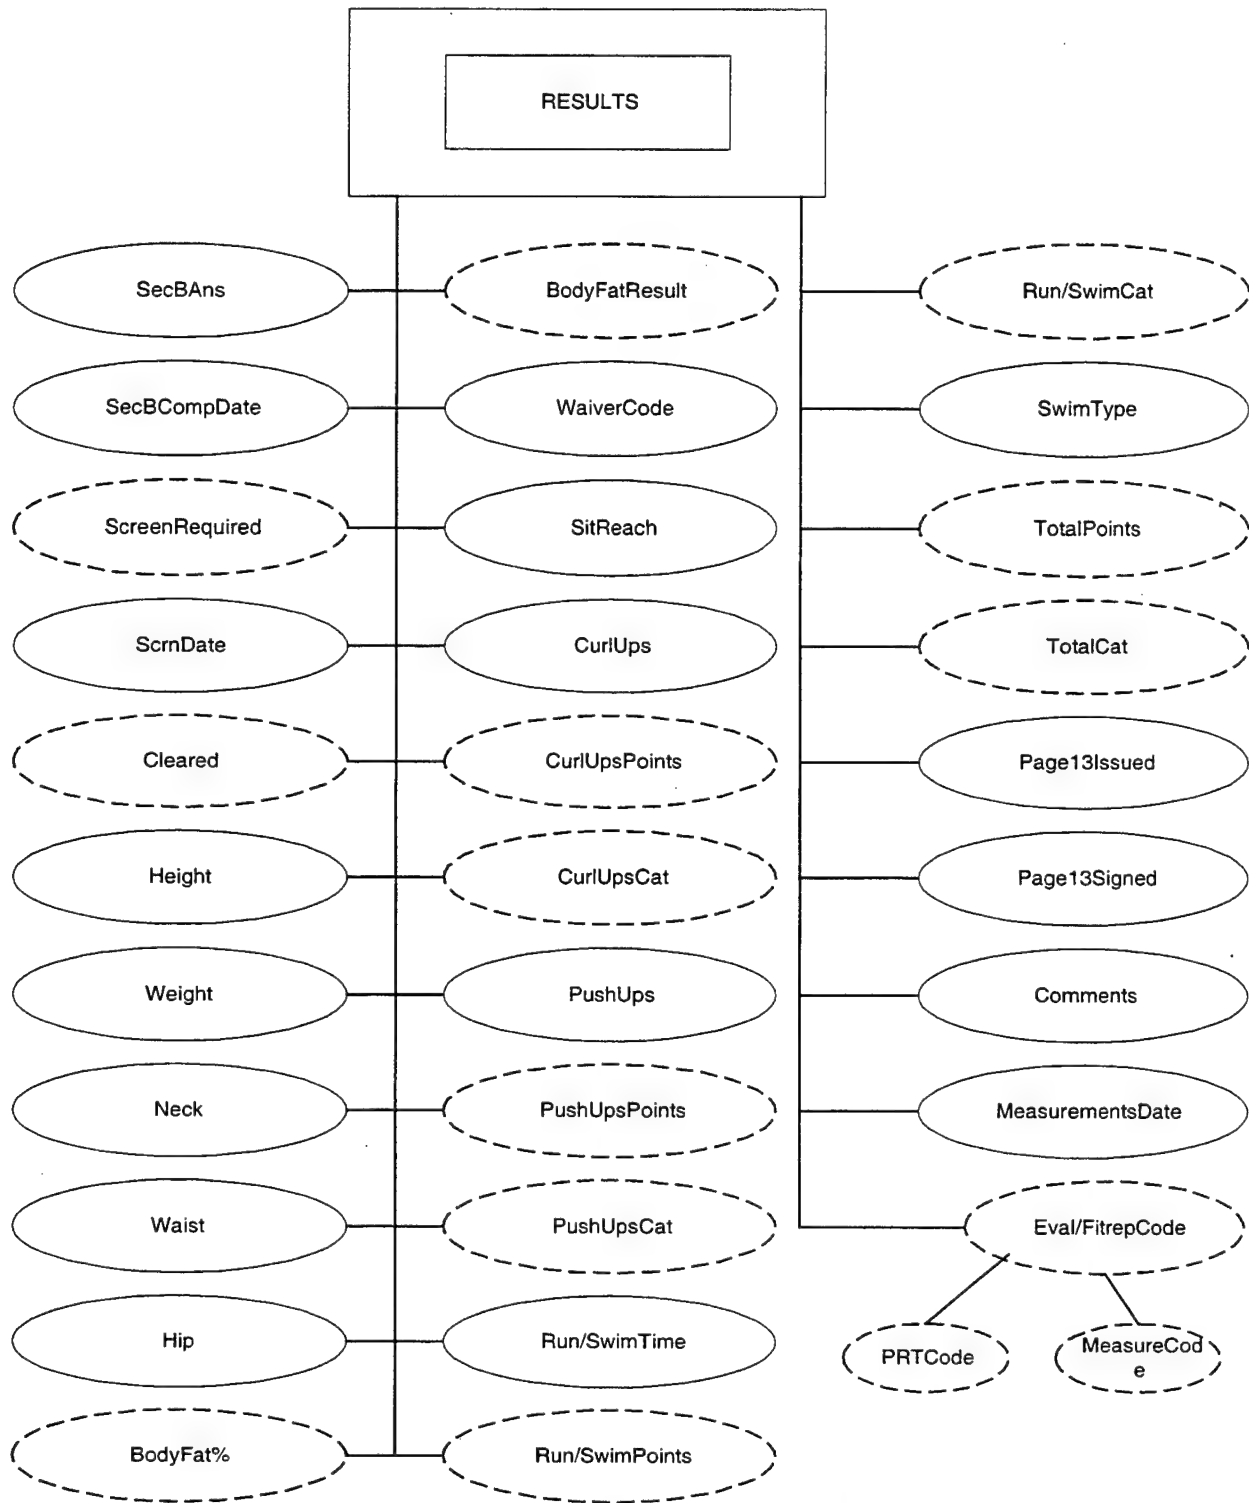 RESULTS
SecBAns
BodyFatResult
Run/SwimCat
SecBCompDate
WaiverCode
SwimType
ScreenRequired
SitReach
TotalPoints
ScrnDate
CurlUps
TotalCat
Cleared
CurlUpsPoints
Page13Issued
Height
CurlUpsCat
Page13Signed
Weight
PushUps
Comments
Neck
PushUpsPoints
MeasurementsDate
Waist
PushUpsCat
Eval/FitrepCode
Hip
Run/SwimTime
PRTCode
MeasureCod
e
BodyFat%
Run/SwimPoints